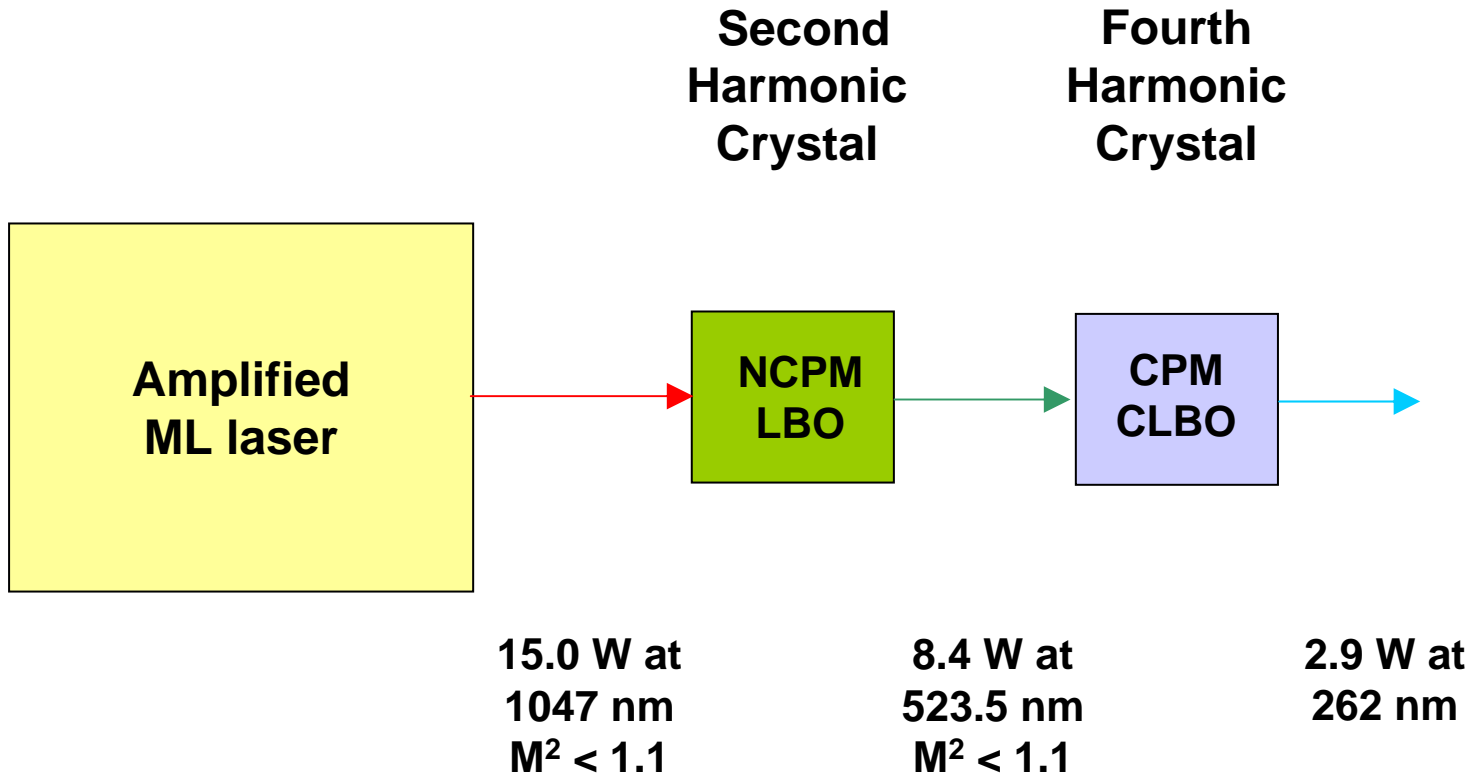 Second
Harmonic
Crystal
Fourth
Harmonic
Crystal
Amplified
ML laser
NCPM
LBO
CPM
CLBO
15.0 W at
1047 nm
M² < 1.1
8.4 W at
523.5 nm
M² < 1.1
2.9 W at
262 nm